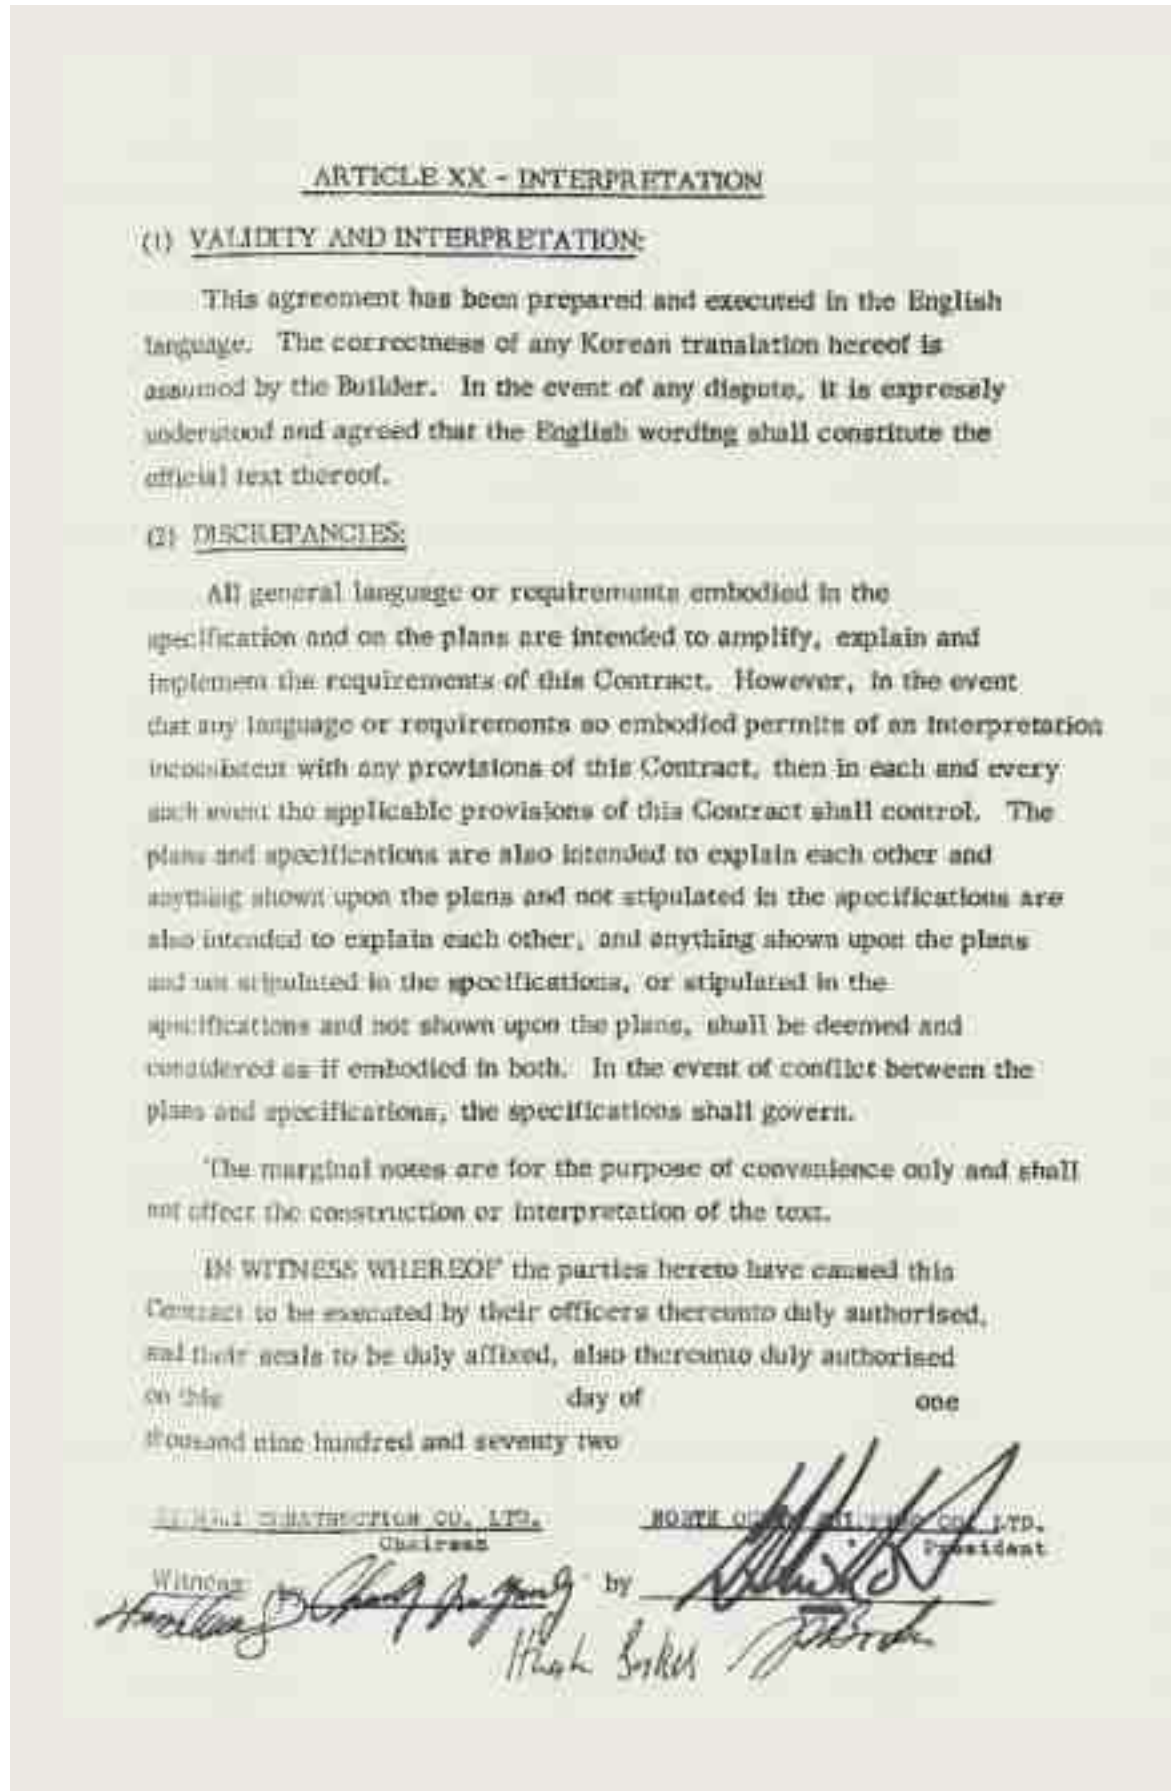 ARTICLE XX - INTERPRETATION
(1) VALIDITY AND INTERPRETATION:
This agreement has been prepared and executed in the English
language. The correctness of any Korean translation hereof is
assumed by the Builder. In the event of any dispute, it is expressly
understood and agreed that the English wording shall constitute the
official text thereof.
(2) DISCREPANCIES:
All general language or requirements embodied in the
specification and on the plans are intended to amplify, explain and
implement the requirements of this Contract. However, in the event
that any language or requirements so embodied permits of an interpretation
inconsistent with any provisions of this Contract, then in each and every
such event the applicable provisions of this Contract shall control. The
plans and specifications are also intended to explain each other and
anything shown upon the plans and not stipulated in the specifications are
also intended to explain each other, and anything shown upon the plans
and not stipulated in the specifications, or stipulated in the
specifications and not shown upon the plans, shall be deemed and
considered as if embodied in both. In the event of conflict between the
plans and specifications, the specifications shall govern.
The marginal notes are for the purpose of convenience only and shall
not affect the construction or interpretation of the text.
IN WITNESS WHEREOF the parties hereto have caused this
Contract to be executed by their officers thereunto duly authorised,
and their seals to be duly affixed, also thereunto duly authorised
on this day of one
thousand nine hundred and seventy two
CONSTRUCTION CO. LTD. NORTH CO. LTD.
Chairman President
Witness by